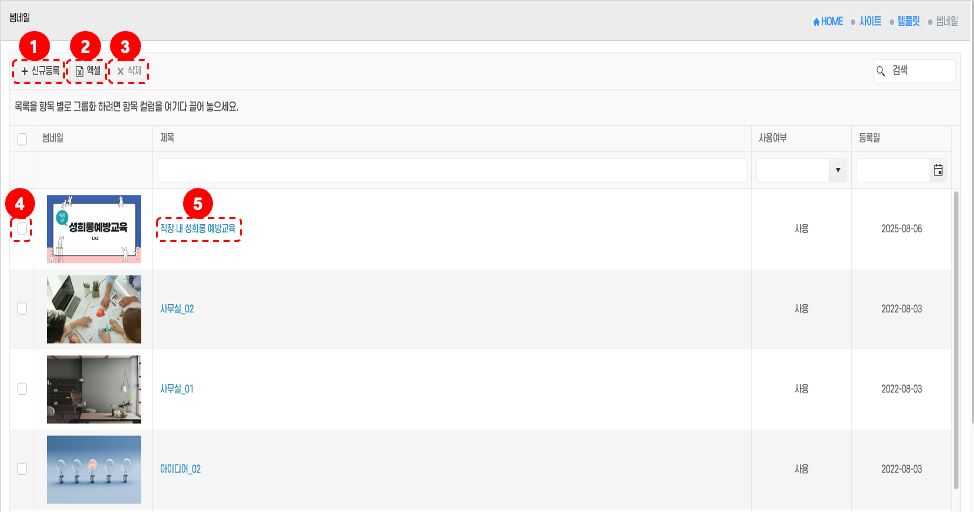 썸네일
HOME 사이트 템플릿 썸네일
1 2 3
신규등록 엑셀 삭제 검색
목록을 항목 별로 그룹화 하려면 항목 컬럼을 여기다 끌어 놓으세요.
썸네일 제목 사용여부 등록일
4 5
성희롱예방교육
직장 내 성희롱 예방교육 사용 2025-08-06
사무실_02 사용 2022-08-03
사무실_01 사용 2022-08-03
아이디어_02 사용 2022-08-03